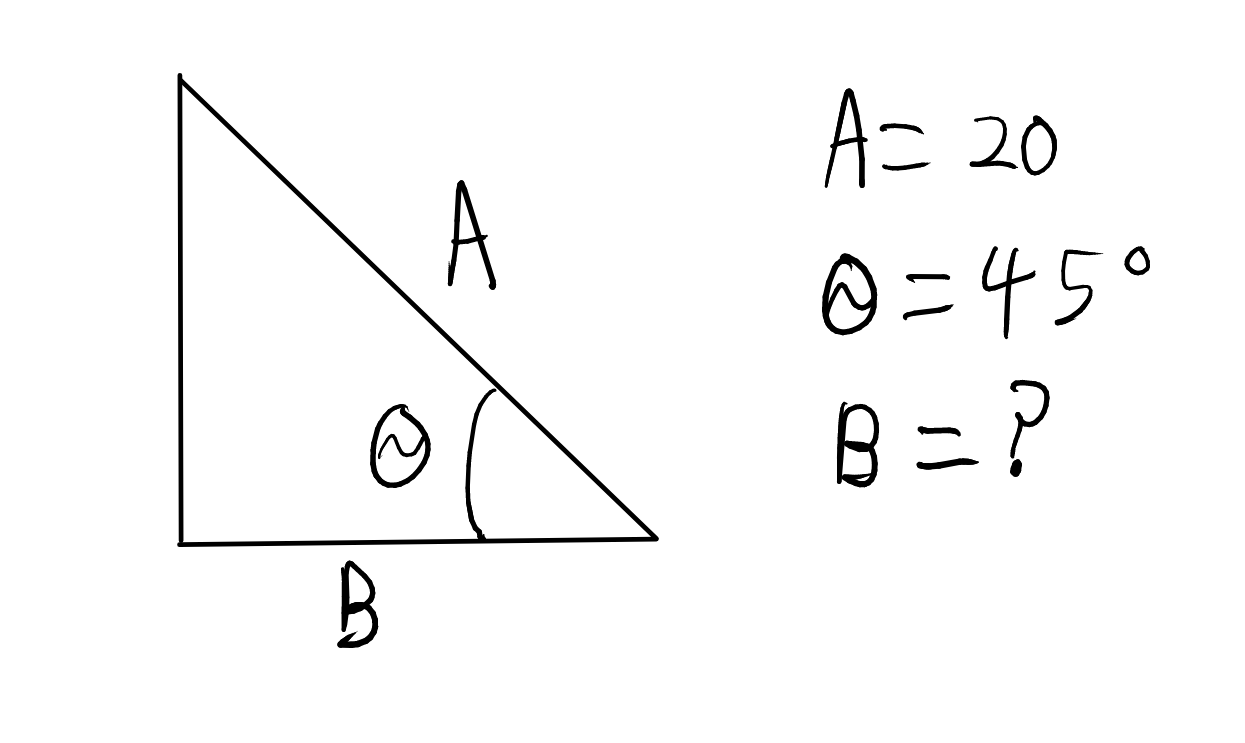 A
θ
B
A = 20
θ = 45°
B = ?